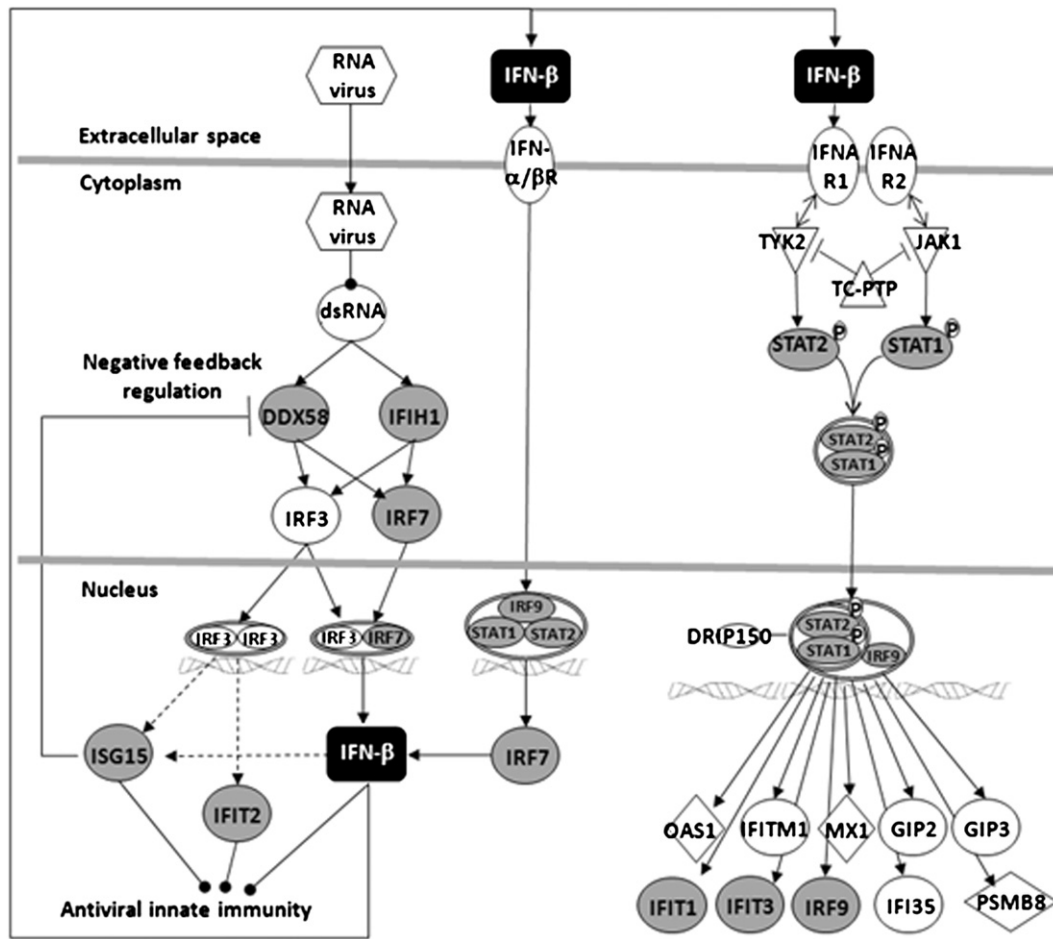 RNA
virus
IFN-β
IFN-β
Extracellular space
IFN-
α/βR
IFNA
R1
IFNA
R2
Cytoplasm
RNA
virus
TYK2
JAK1
TC-PTP
dsRNA
STAT2
P
STAT1
P
Negative feedback
regulation
DDX58
IFIH1
STAT2
P
STAT1
P
IRF3
IRF7
Nucleus
IRF3
IRF3
IRF3
IRF7
IRF9
STAT1
STAT2
DRIP150
STAT2
P
STAT1
P
IRF9
ISG15
IFN-β
IRF7
IFIT2
OAS1
IFITM1
MX1
GIP2
GIP3
Antiviral innate immunity
IFIT1
IFIT3
IRF9
IFI35
PSMB8